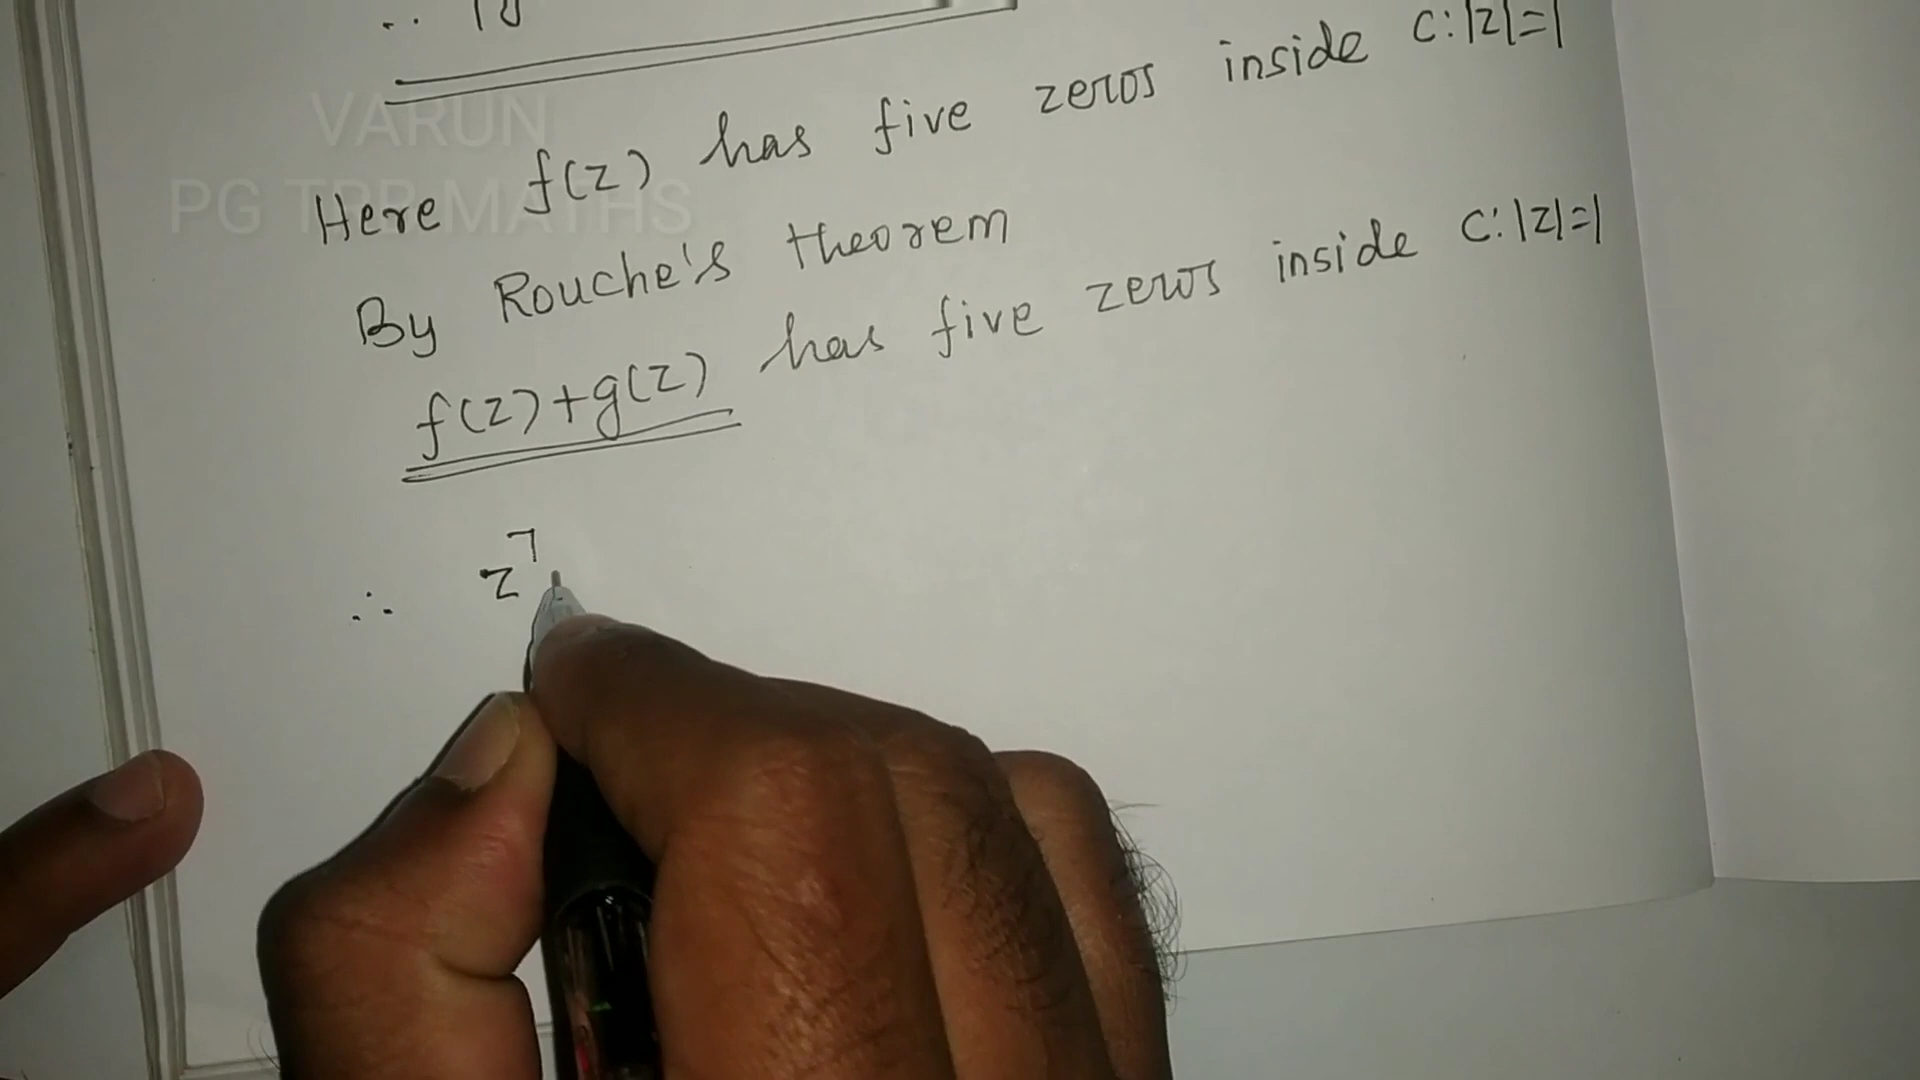 ∴ 18
Here f(z) has five zeros inside C:|z|=1
By Rouche's theorem
f(z)+g(z) has five zeros inside C:|z|=1
∴ z⁷
VARUN
PG TRB MATHS